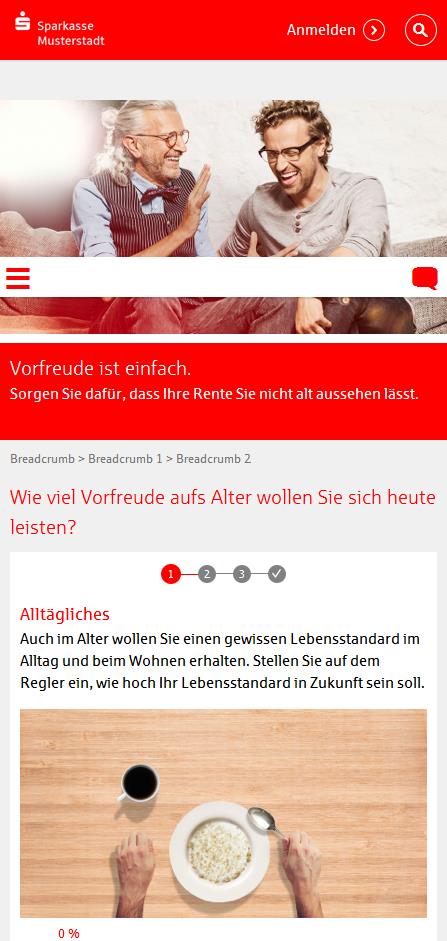 Sparkasse
Musterstadt
Anmelden
Vorfreude ist einfach.
Sorgen Sie dafür, dass Ihre Rente Sie nicht alt aussehen lässt.
Breadcrumb > Breadcrumb 1 > Breadcrumb 2
Wie viel Vorfreude aufs Alter wollen Sie sich heute
leisten?
1 2 3
Alltägliches
Auch im Alter wollen Sie einen gewissen Lebensstandard im
Alltag und beim Wohnen erhalten. Stellen Sie auf dem
Regler ein, wie hoch Ihr Lebensstandard in Zukunft sein soll.
0 %